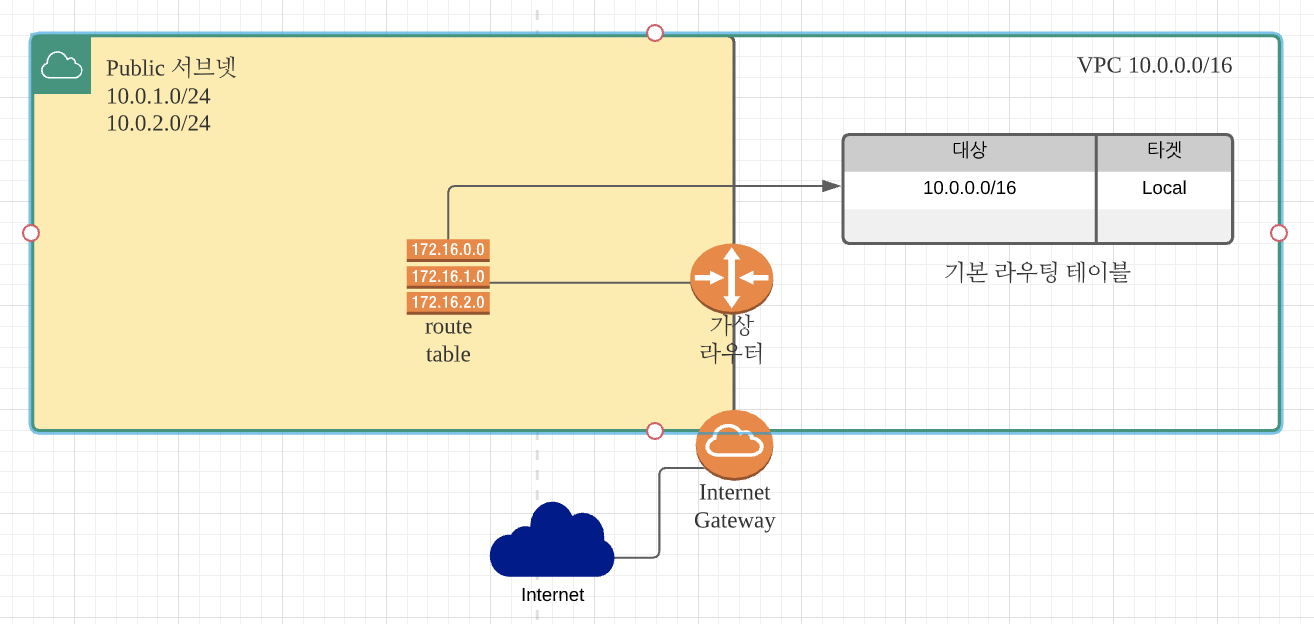 Public 서브넷
10.0.1.0/24
10.0.2.0/24
VPC 10.0.0.0/16
대상 타겟
10.0.0.0/16 Local
기본 라우팅 테이블
172.16.0.0
172.16.1.0
172.16.2.0
route
table
가상
라우터
Internet
Gateway
Internet